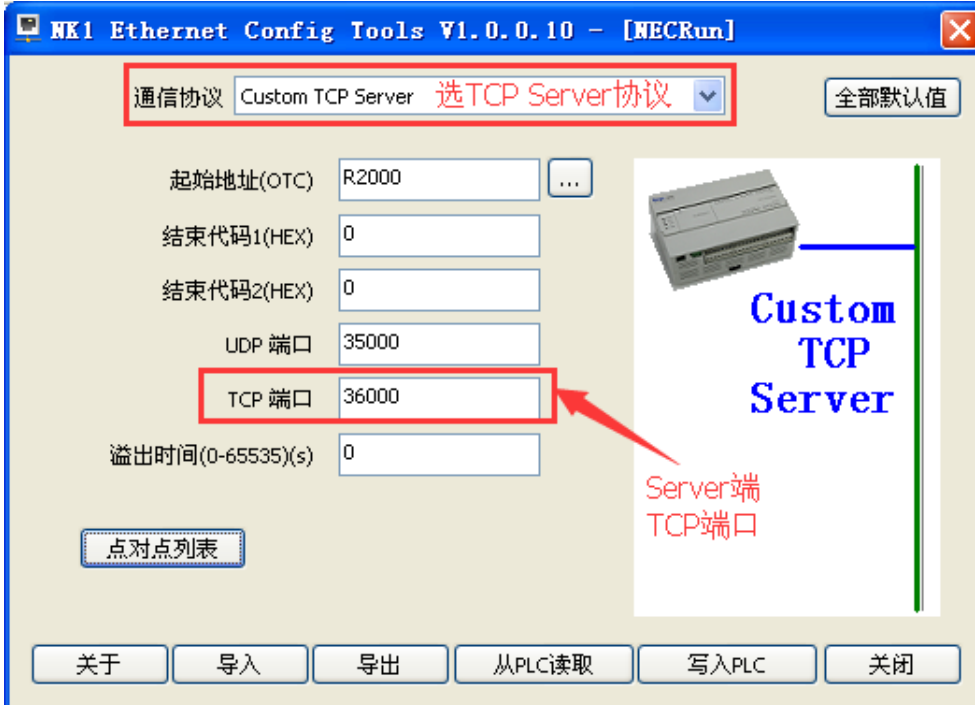 NK1 Ethernet Config Tools V1.0.0.10 - [NECRun]
通信协议 Custom TCP Server 选TCP Server协议 全部默认值
起始地址(OTC) R2000 ...
结束代码1(HEX) 0
结束代码2(HEX) 0
UDP 端口 35000
TCP 端口 36000
溢出时间(0-65535)(s) 0
Custom
TCP
Server
Server端
TCP端口
点对点列表
关于 导入 导出 从PLC读取 写入PLC 关闭